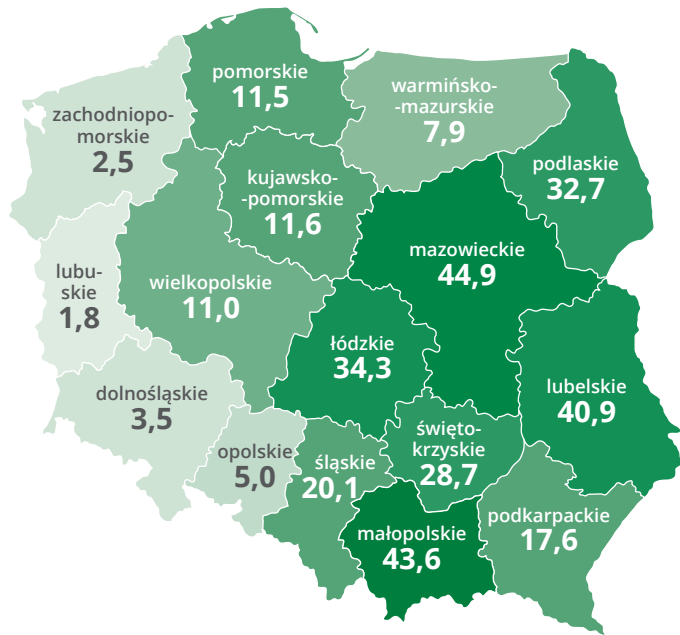 pomorskie
11,5
warmińsko-
-mazurskie
7,9
zachodniopo-
morskie
2,5
podlaskie
32,7
kujawsko-
-pomorskie
11,6
mazowieckie
44,9
lubu-
skie
1,8
wielkopolskie
11,0
łódzkie
34,3
lubelskie
40,9
dolnośląskie
3,5
święto-
krzyskie
28,7
opolskie
5,0
śląskie
20,1
podkarpackie
17,6
małopolskie
43,6